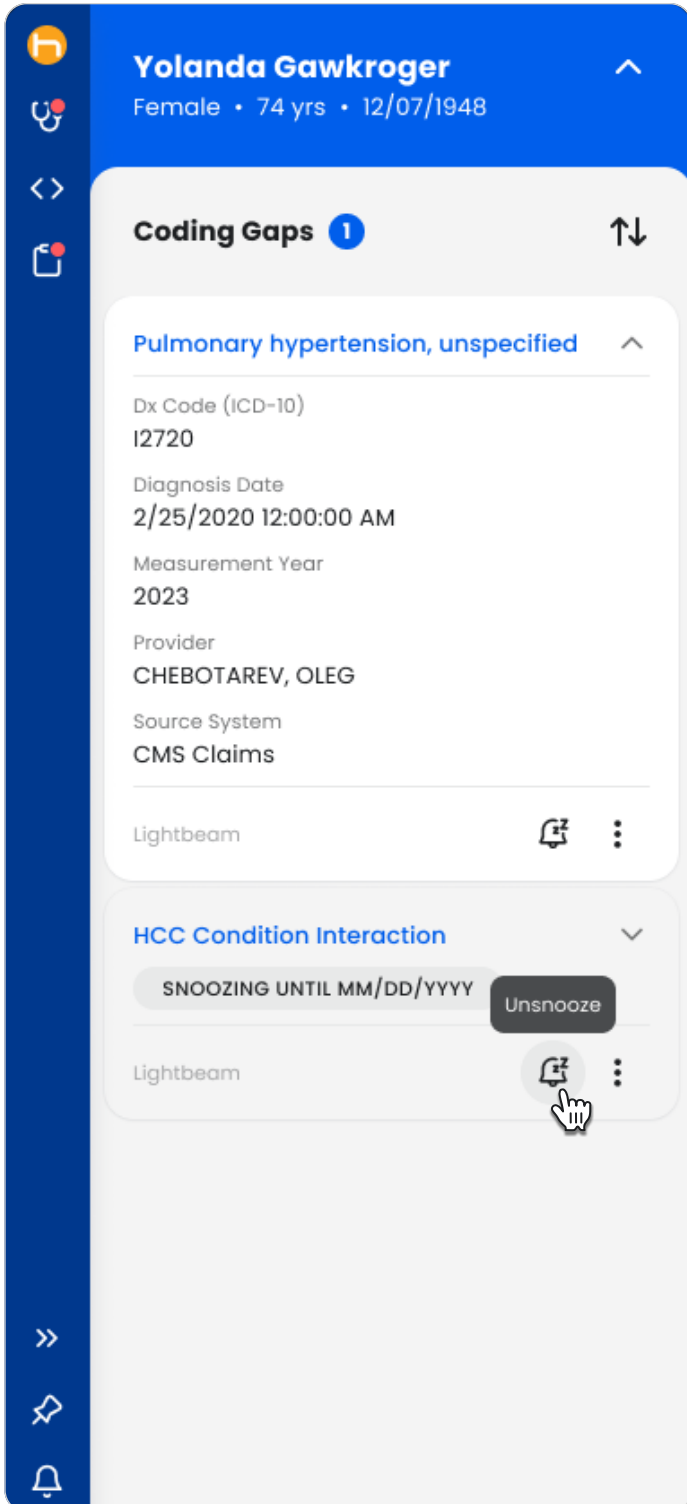 Yolanda Gawkroger
Female • 74 yrs • 12/07/1948
Coding Gaps 1
Pulmonary hypertension, unspecified
Dx Code (ICD-10)
I2720
Diagnosis Date
2/25/2020 12:00:00 AM
Measurement Year
2023
Provider
CHEBOTAREV, OLEG
Source System
CMS Claims
Lightbeam
HCC Condition Interaction
SNOOZING UNTIL MM/DD/YYYY
Unsnooze
Lightbeam